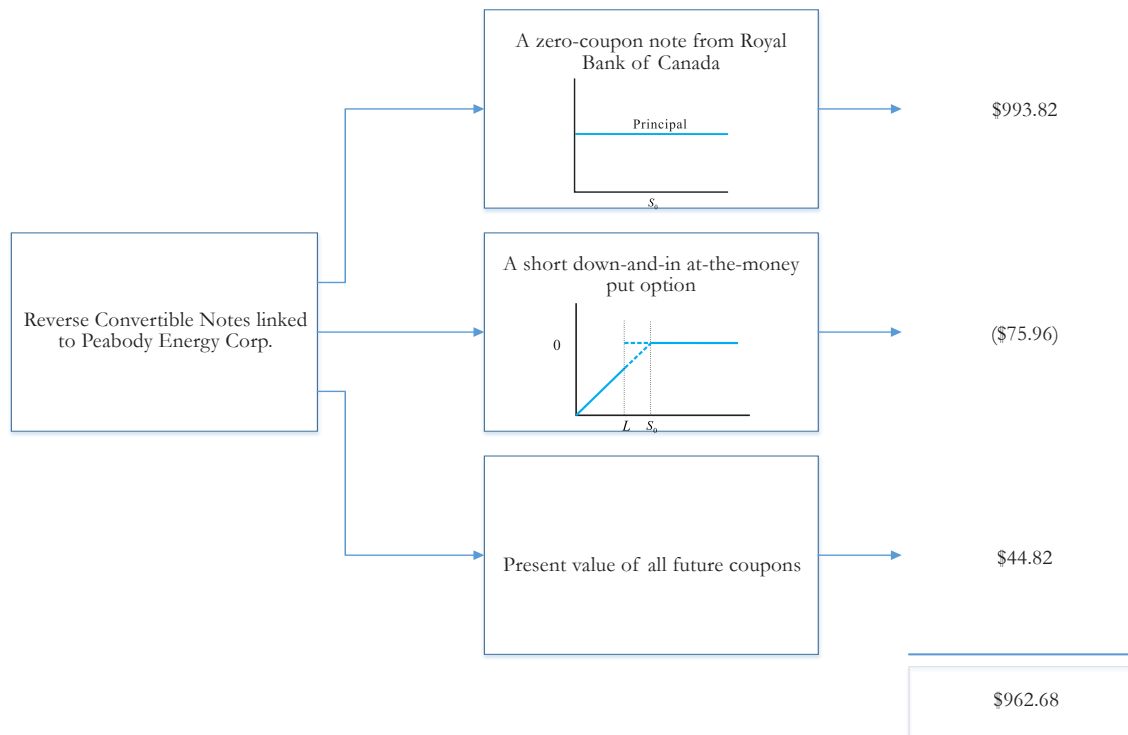 A zero-coupon note from Royal
Bank of Canada
Principal
S₀
$993.82
Reverse Convertible Notes linked
to Peabody Energy Corp.
A short down-and-in at-the-money
put option
0
L S₀
($75.96)
Present value of all future coupons
$44.82
$962.68